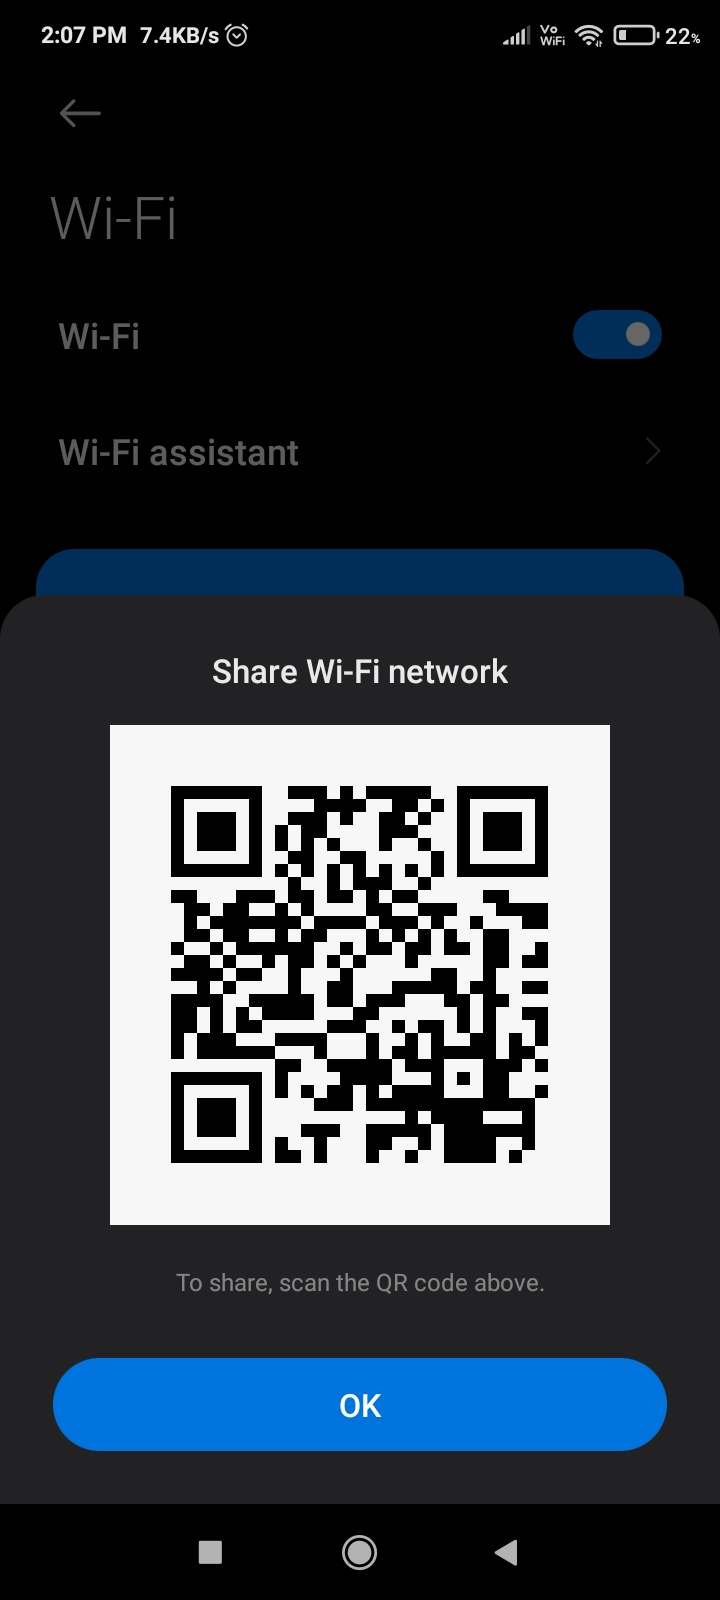 2:07 PM 7.4KB/s Vo WiFi 22%
Wi-Fi
Wi-Fi
Wi-Fi assistant
Share Wi-Fi network
To share, scan the QR code above.
OK